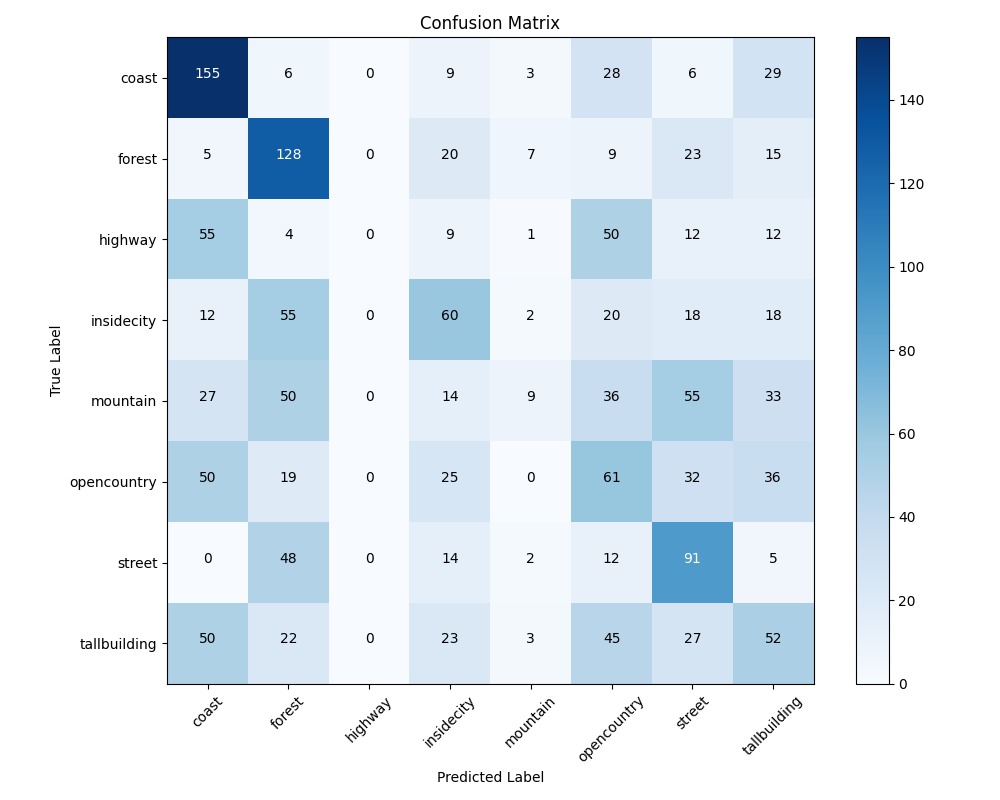 Confusion Matrix
coast 155 6 0 9 3 28 6 29
forest 5 128 0 20 7 9 23 15
highway 55 4 0 9 1 50 12 12
insidecity 12 55 0 60 2 20 18 18
mountain 27 50 0 14 9 36 55 33
opencountry 50 19 0 25 0 61 32 36
street 0 48 0 14 2 12 91 5
tallbuilding 50 22 0 23 3 45 27 52
coast forest highway insidecity mountain opencountry street tallbuilding
Predicted Label
True Label
140
120
100
80
60
40
20
0